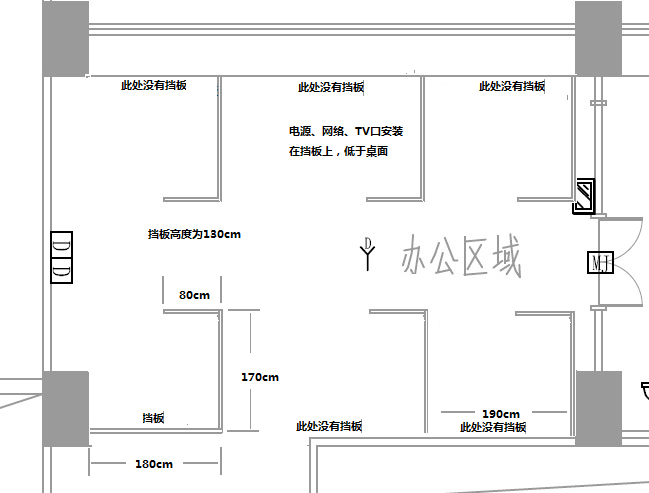 此处没有挡板
此处没有挡板
此处没有挡板
电源、网络、TV口安装
在挡板上，低于桌面
挡板高度为130cm
D
D
D
办公区域
MJ
80cm
170cm
挡板
此处没有挡板
190cm
此处没有挡板
180cm